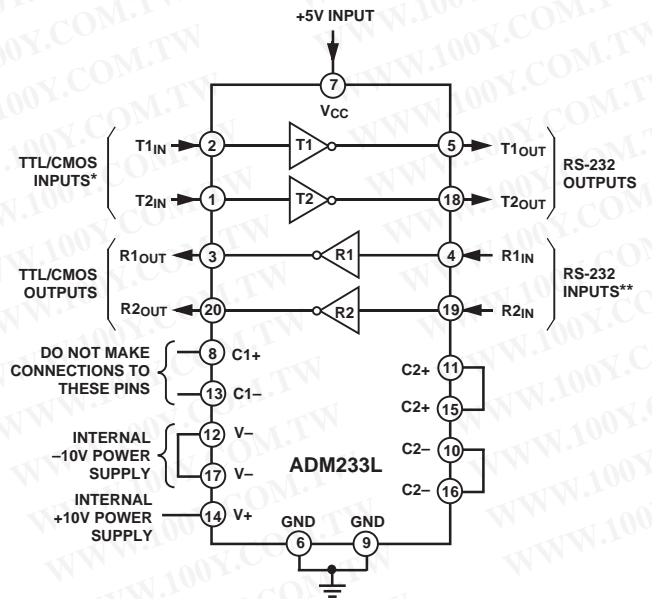 +5V INPUT
7
VCC
TTL/CMOS
INPUTS*
T1IN
2
T1
5
T1OUT
RS-232
OUTPUTS
T2IN
1
T2
18
T2OUT
TTL/CMOS
OUTPUTS
R1OUT
3
R1
4
R1IN
RS-232
INPUTS**
R2OUT
20
R2
19
R2IN
DO NOT MAKE
CONNECTIONS TO
THESE PINS
8
C1+
13
C1–
C2+
11
C2+
15
INTERNAL
–10V POWER
SUPPLY
12
V–
17
V–
C2–
10
C2–
16
ADM233L
INTERNAL
+10V POWER
SUPPLY
14
V+
GND
GND
6
9
WWW.100Y.COM.TW